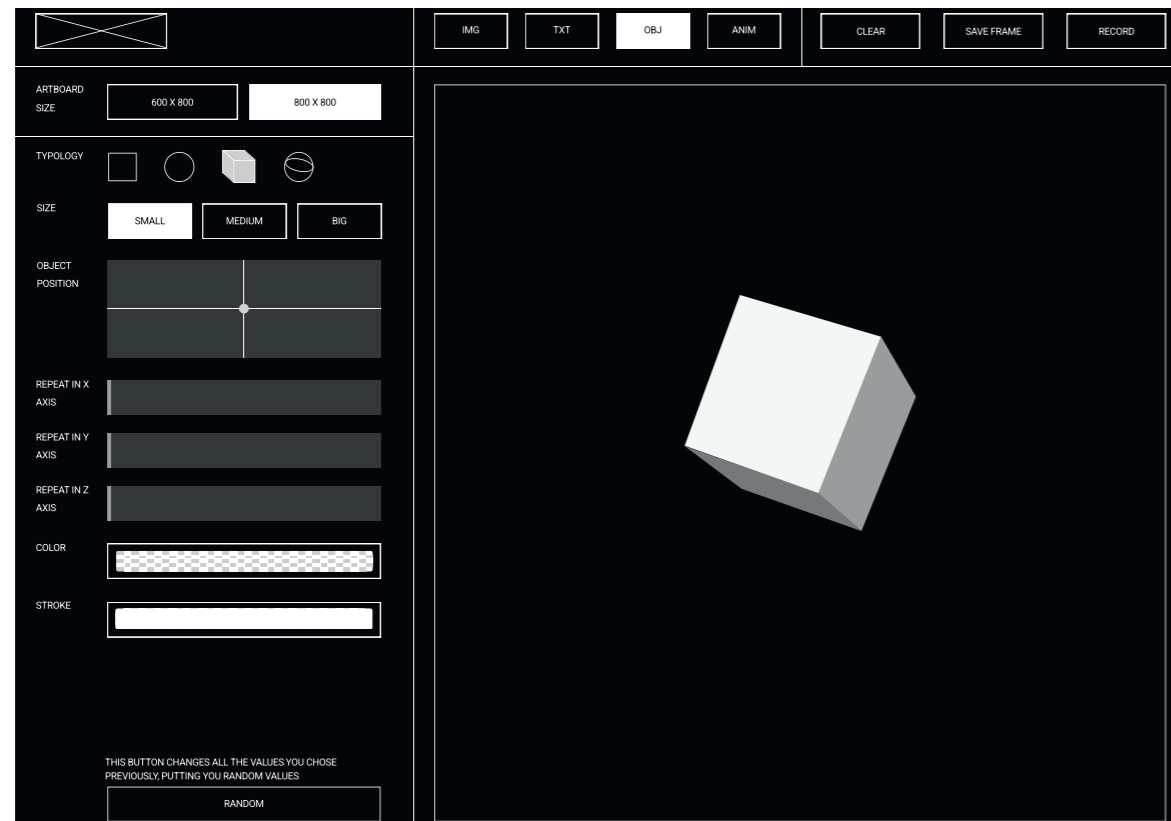 IMG
TXT
OBJ
ANIM
CLEAR
SAVE FRAME
RECORD
ARTBOARD
SIZE
600 X 800
800 X 800
TYPOLOGY
SIZE
SMALL
MEDIUM
BIG
OBJECT
POSITION
REPEAT IN X
AXIS
REPEAT IN Y
AXIS
REPEAT IN Z
AXIS
COLOR
STROKE
THIS BUTTON CHANGES ALL THE VALUES YOU CHOSE
PREVIOUSLY, PUTTING YOU RANDOM VALUES
RANDOM